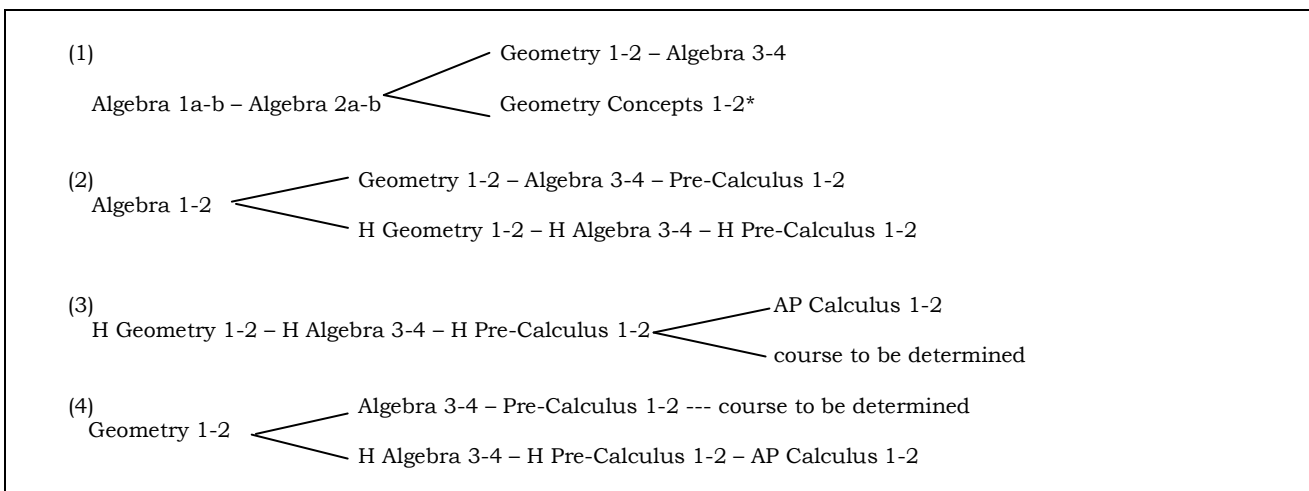 (1)
Geometry 1-2 – Algebra 3-4
Algebra 1a-b – Algebra 2a-b
Geometry Concepts 1-2*
(2)
Geometry 1-2 – Algebra 3-4 – Pre-Calculus 1-2
Algebra 1-2
H Geometry 1-2 – H Algebra 3-4 – H Pre-Calculus 1-2
(3)
AP Calculus 1-2
H Geometry 1-2 – H Algebra 3-4 – H Pre-Calculus 1-2
course to be determined
(4)
Algebra 3-4 – Pre-Calculus 1-2 --- course to be determined
Geometry 1-2
H Algebra 3-4 – H Pre-Calculus 1-2 – AP Calculus 1-2